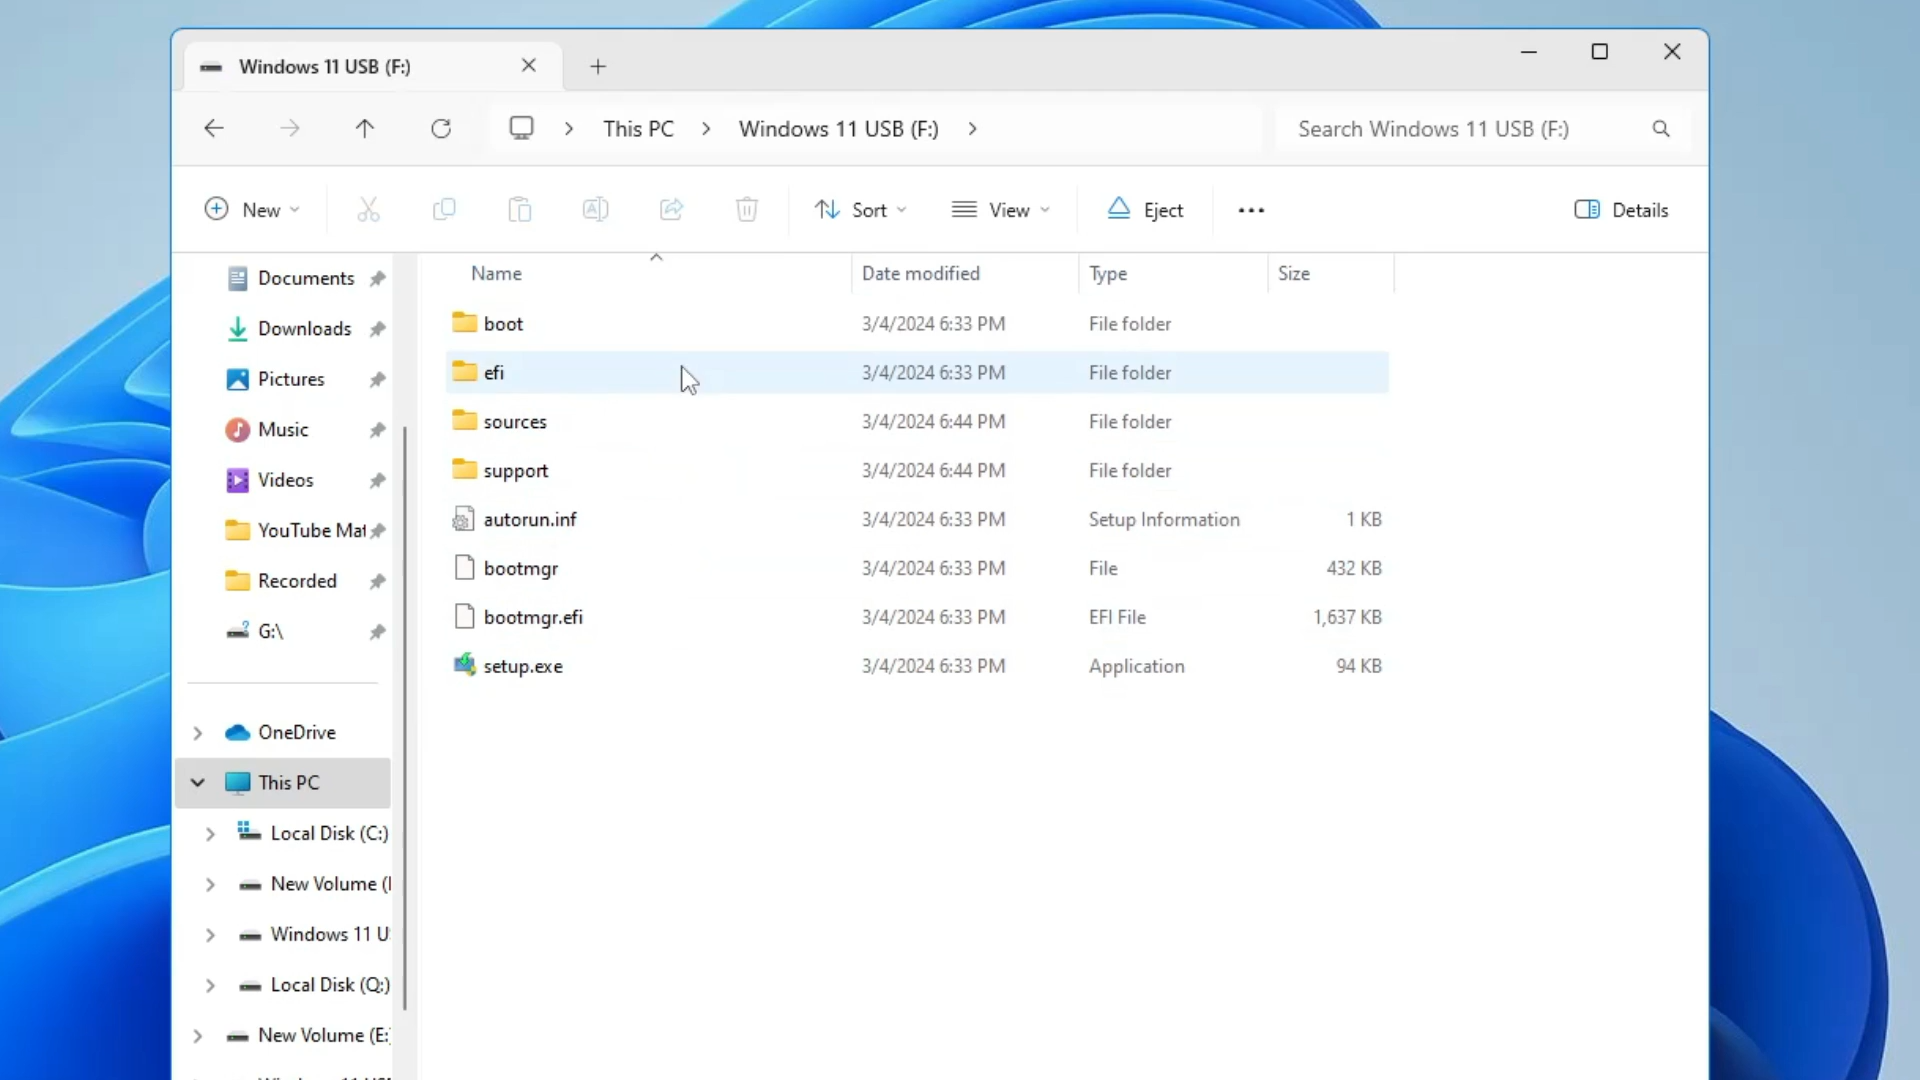 Windows 11 USB (F:)
This PC
Windows 11 USB (F:)
Search Windows 11 USB (F:)
New
Sort
View
Eject
Details
Documents
Downloads
Pictures
Music
Videos
YouTube Mat
Recorded
G:\
OneDrive
This PC
Local Disk (C:)
New Volume (
Windows 11 U
Local Disk (Q:)
New Volume (E:
Name Date modified Type Size
boot 3/4/2024 6:33 PM File folder
efi 3/4/2024 6:33 PM File folder
sources 3/4/2024 6:44 PM File folder
support 3/4/2024 6:44 PM File folder
autorun.inf 3/4/2024 6:33 PM Setup Information 1 KB
bootmgr 3/4/2024 6:33 PM File 432 KB
bootmgr.efi 3/4/2024 6:33 PM EFI File 1,637 KB
setup.exe 3/4/2024 6:33 PM Application 94 KB